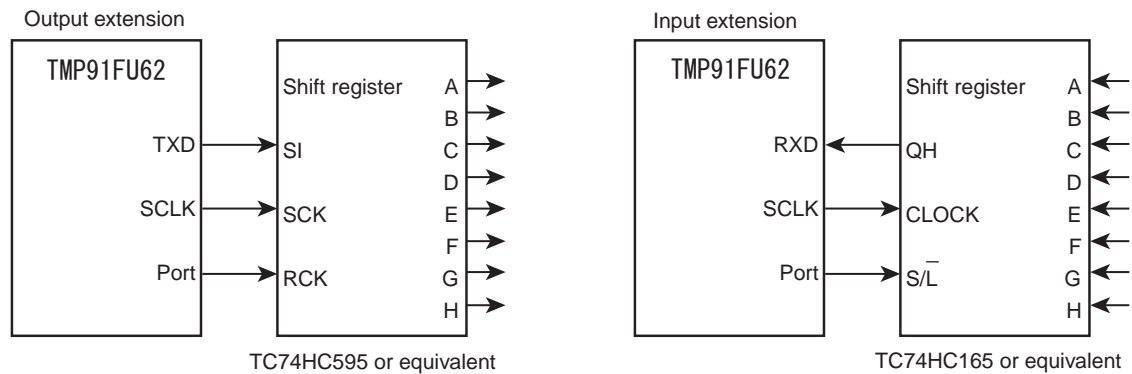 Output extension
TMP91FU62
TXD
SCLK
Port
Shift register
SI
SCK
RCK
A
B
C
D
E
F
G
H
TC74HC595 or equivalent
Input extension
TMP91FU62
RXD
SCLK
Port
Shift register
QH
CLOCK
S/L̅
A
B
C
D
E
F
G
H
TC74HC165 or equivalent